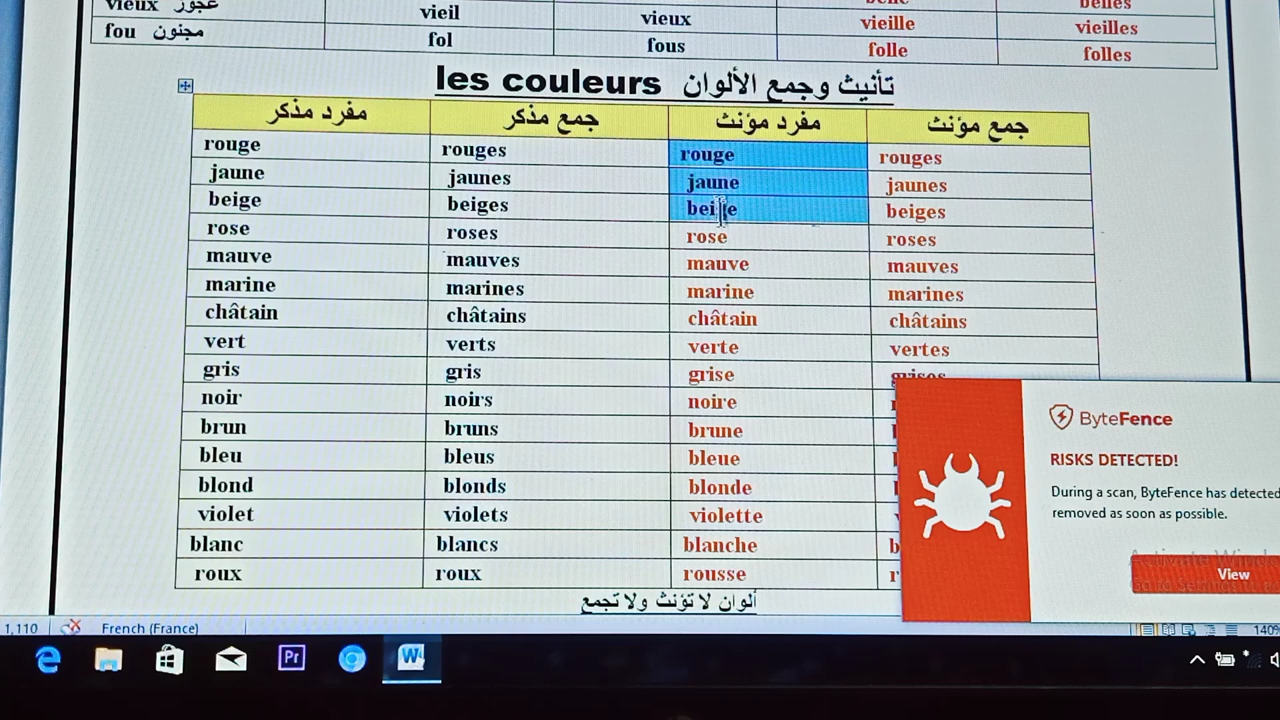 vieux عجوز vieil vieux vieille vieilles
fou مجنون fol fous folle folles
les couleurs تأنيث وجمع الألوان
مفرد مذكر جمع مذكر مفرد مؤنث جمع مؤنث
rouge rouges rouge rouges
jaune jaunes jaune jaunes
beige beiges beige beiges
rose roses rose roses
mauve mauves mauve mauves
marine marines marine marines
châtain châtains châtain châtains
vert verts verte vertes
gris gris grise grises
noir noirs noire
brun bruns brune
bleu bleus bleue
blond blonds blonde
violet violets violette
blanc blancs blanche b
roux roux rousse r
ألوان لا تؤنث ولا تجمع
ByteFence
RISKS DETECTED!
During a scan, ByteFence has detected
removed as soon as possible.
View
1,110 French (France) 140%
Pr W